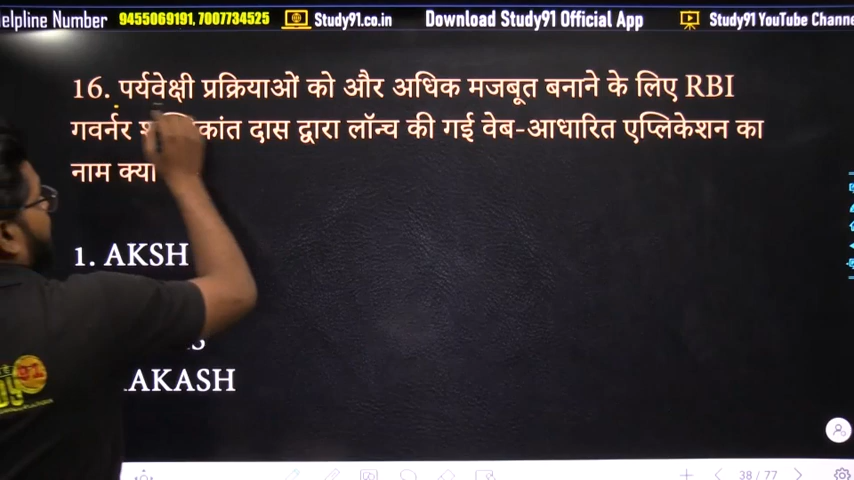 elpline Number 9455069191, 7007734525 Study91.co.in Download Study91 Official App Study91 YouTube Channe
16. पर्यवेक्षी प्रक्रियाओं को और अधिक मजबूत बनाने के लिए RBI
गवर्नर दास द्वारा लॉन्च की गई वेब-आधारित एप्लिकेशन का
नाम क्या
1. AKSH
AKASH
91
38 / 77